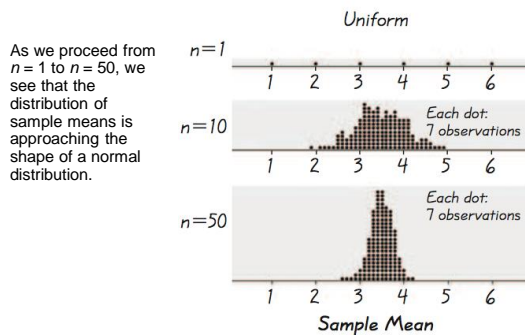 As we proceed from
n = 1 to n = 50, we
see that the
distribution of
sample means is
approaching the
shape of a normal
distribution.
Uniform
n=1
1 2 3 4 5 6
n=10
Each dot:
7 observations
1 2 3 4 5 6
n=50
Each dot:
7 observations
1 2 3 4 5 6
Sample Mean